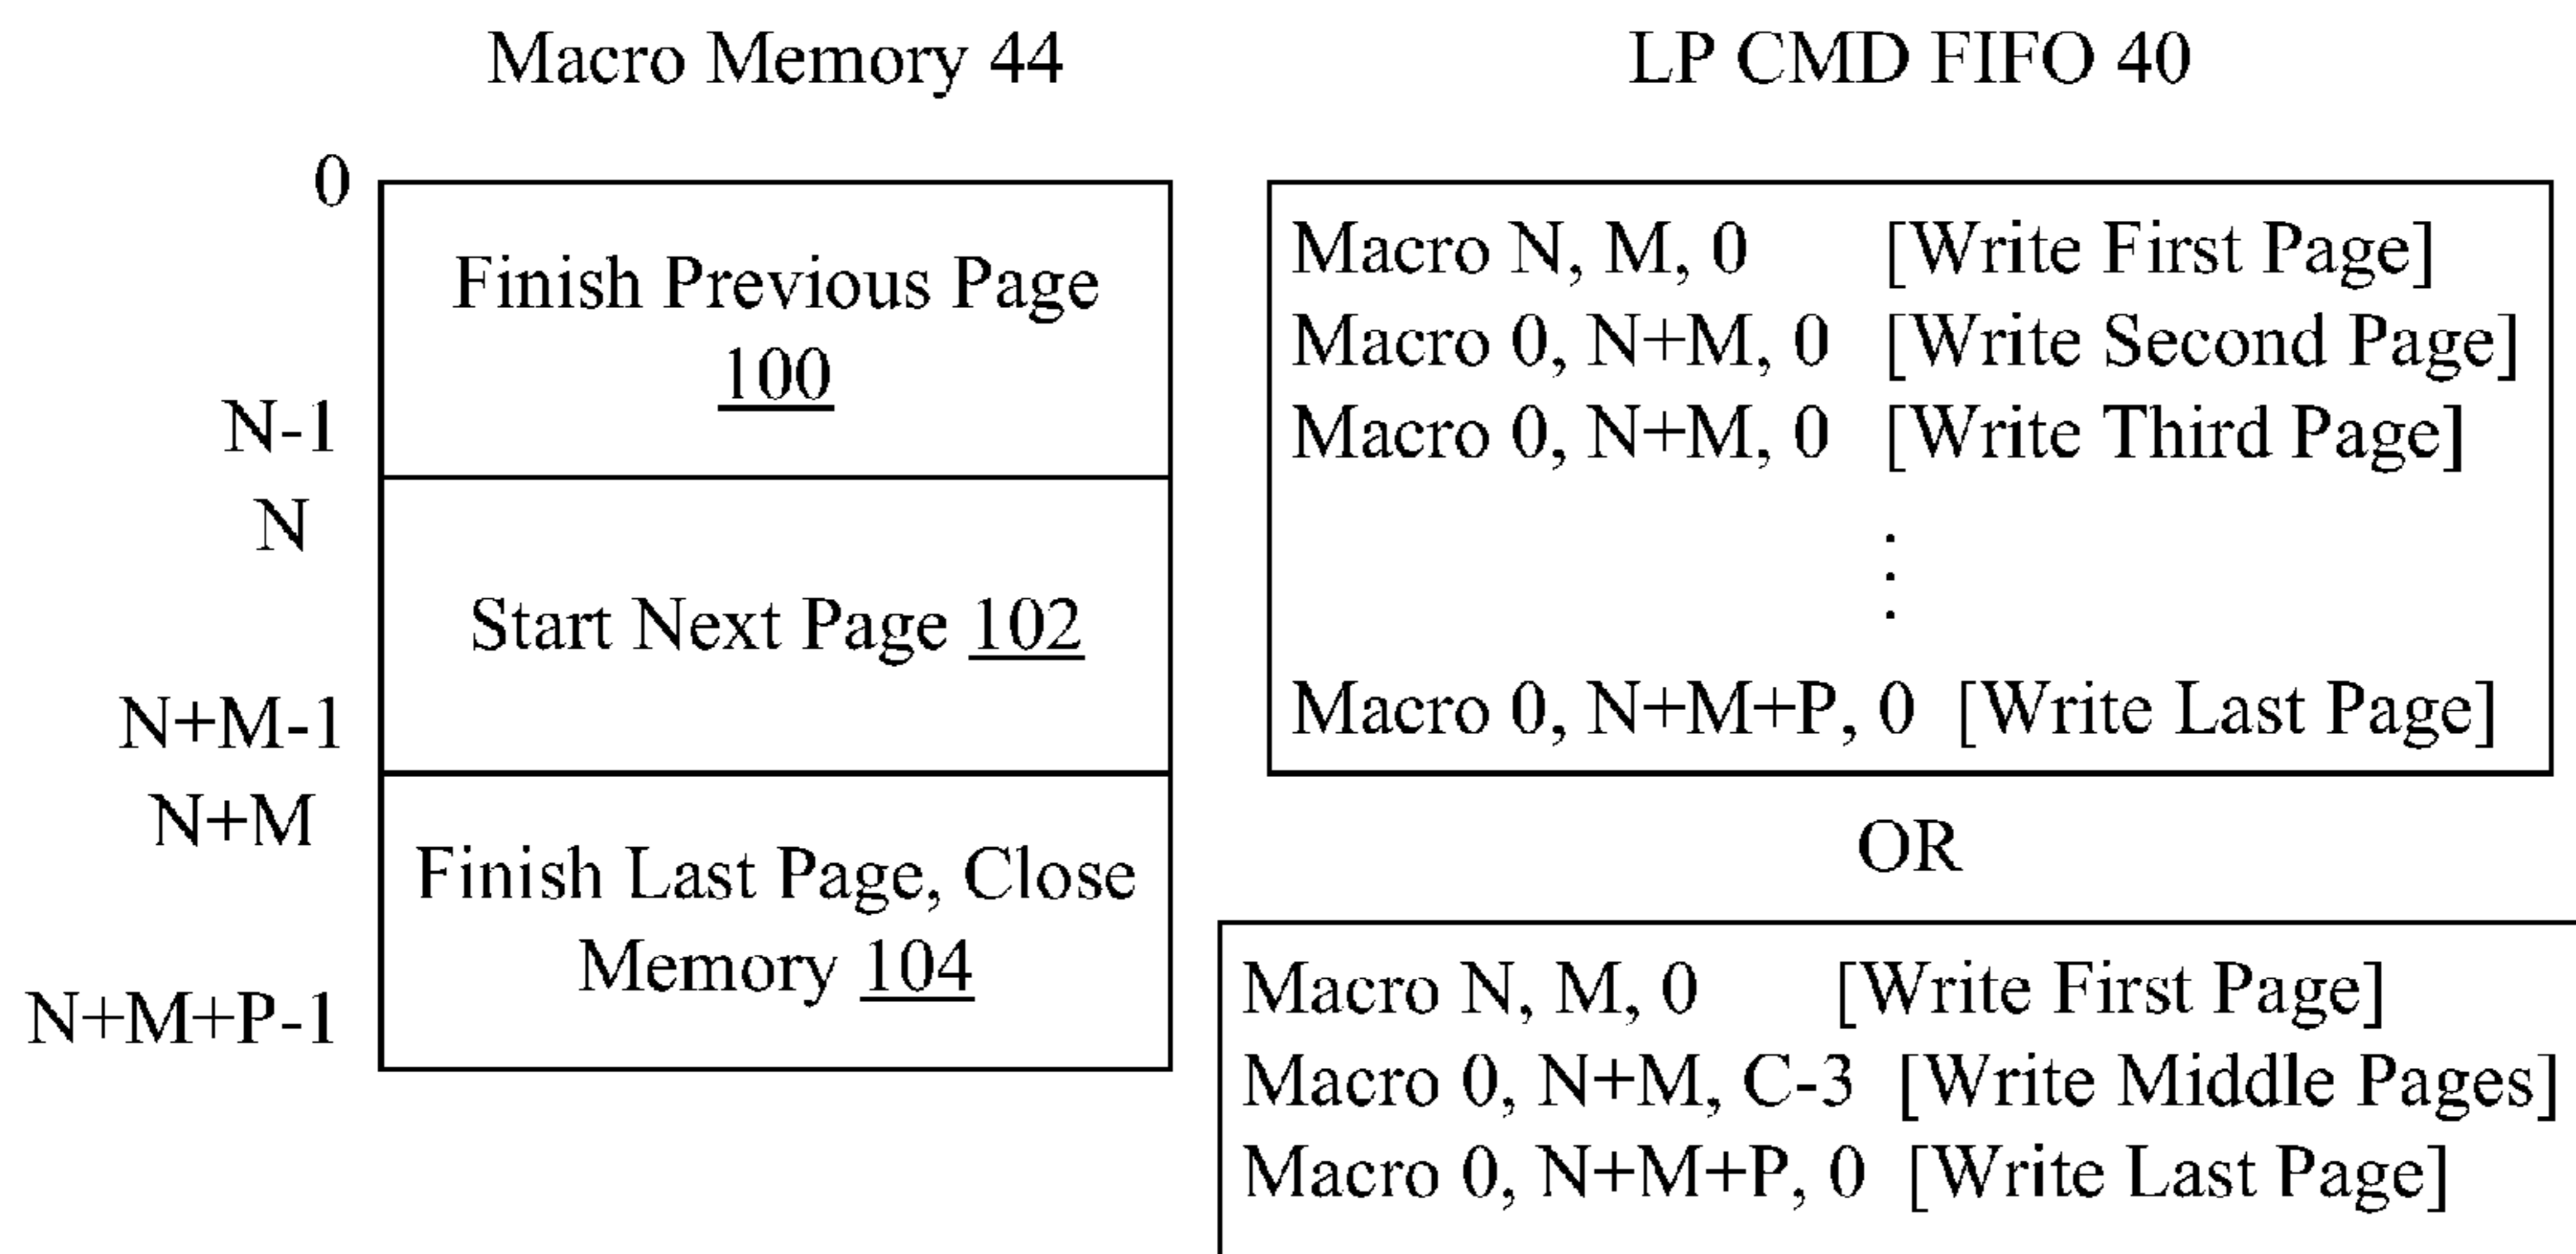 Macro Memory 44
0
Finish Previous Page
100
N-1
N
Start Next Page 102
N+M-1
N+M
Finish Last Page, Close
Memory 104
N+M+P-1
LP CMD FIFO 40
Macro N, M, 0 [Write First Page]
Macro 0, N+M, 0 [Write Second Page]
Macro 0, N+M, 0 [Write Third Page]
⋮
Macro 0, N+M+P, 0 [Write Last Page]
OR
Macro N, M, 0 [Write First Page]
Macro 0, N+M, C-3 [Write Middle Pages]
Macro 0, N+M+P, 0 [Write Last Page]